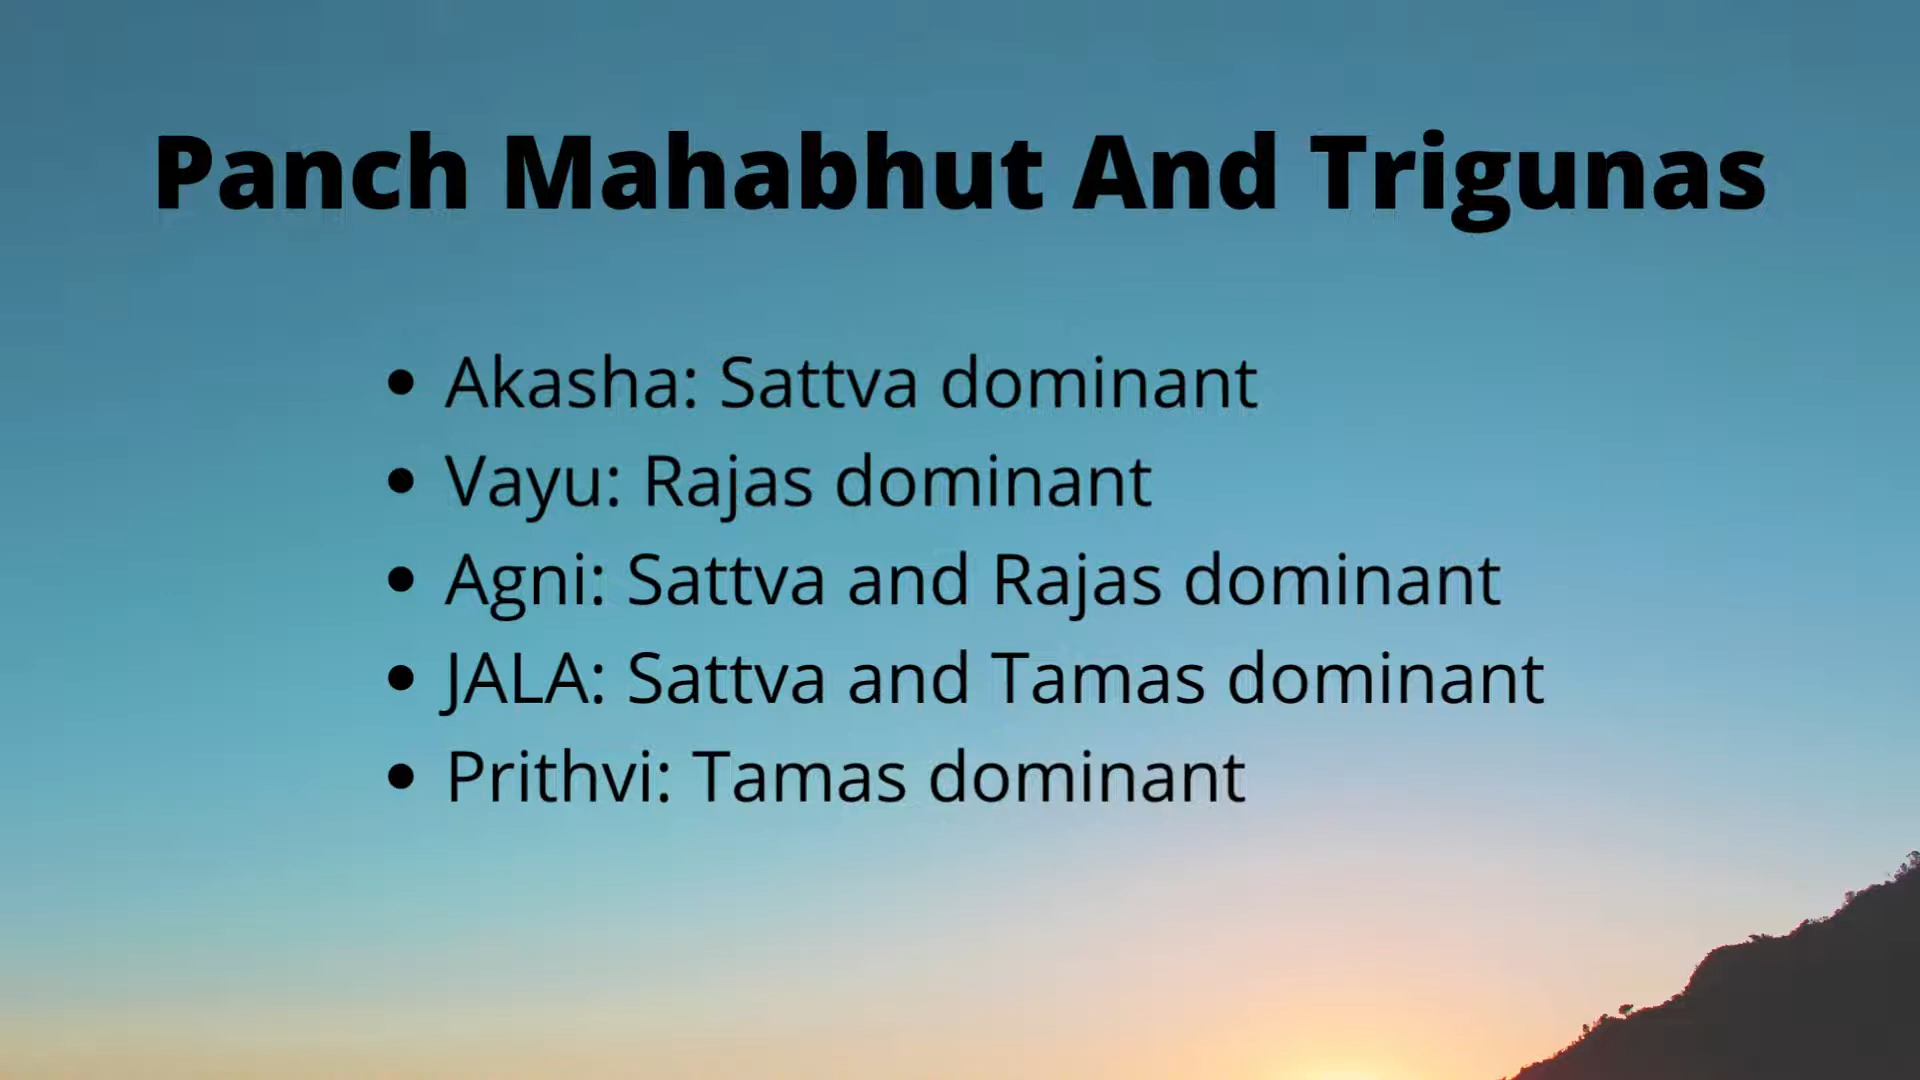 Panch Mahabhut And Trigunas
• Akasha: Sattva dominant
• Vayu: Rajas dominant
• Agni: Sattva and Rajas dominant
• JALA: Sattva and Tamas dominant
• Prithvi: Tamas dominant